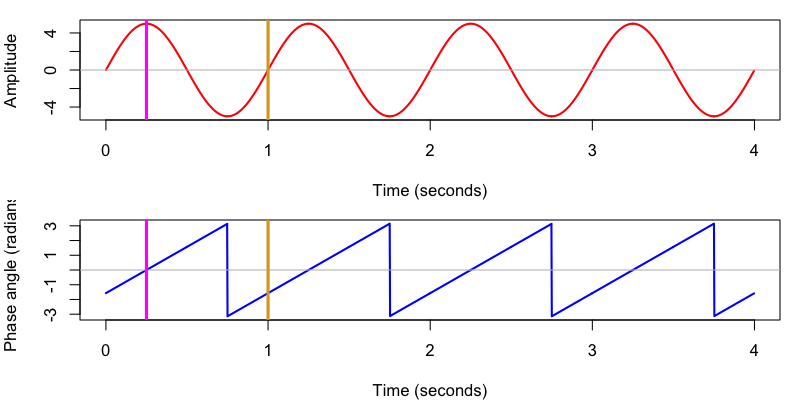 Amplitude
4
0
-4
0 1 2 3 4
Time (seconds)
Phase angle (radians
3
1
-1
-3
0 1 2 3 4
Time (seconds)